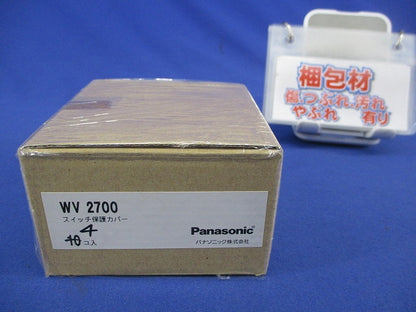 梱包材
傷、つぶれ、汚れ
やぶれ 有り
WV 2700
スイッチ保護カバー
4
10コ入
Panasonic
パナソニック株式会社